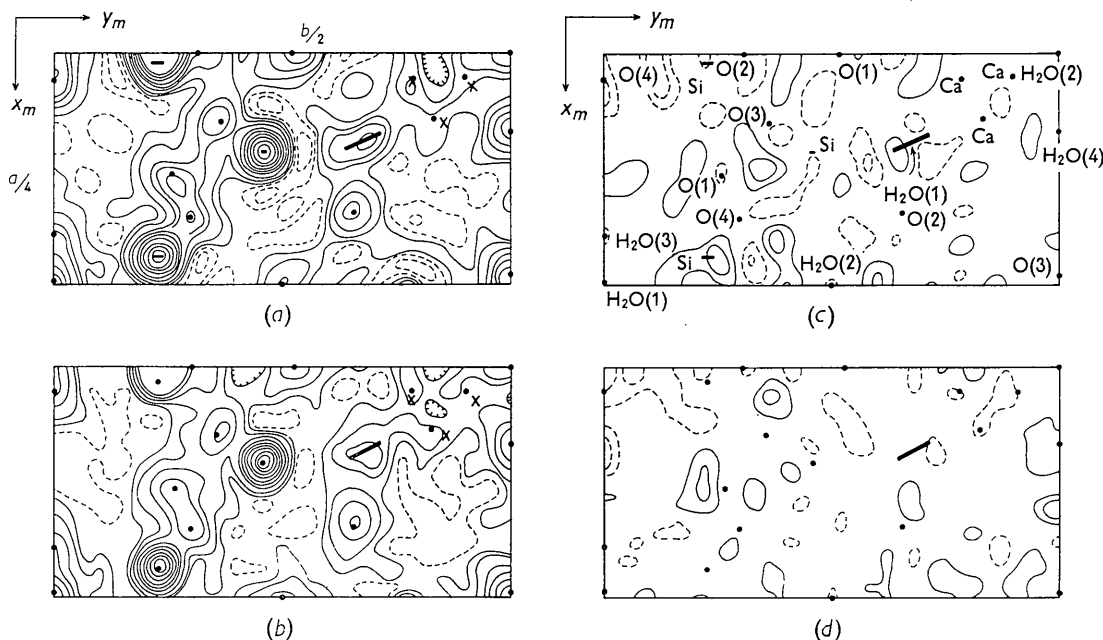 y_m
b/2
x_m
a/4
(a)
y_m
x_m
O(4)
Si
O(2)
O(1)
Ca
Ca
H₂O(2)
O(3)
Si
Ca
H₂O(4)
O(1)
H₂O(1)
O(4)
O(2)
H₂O(3)
Si
H₂O(2)
O(3)
H₂O(1)
(c)
(b)
(d)